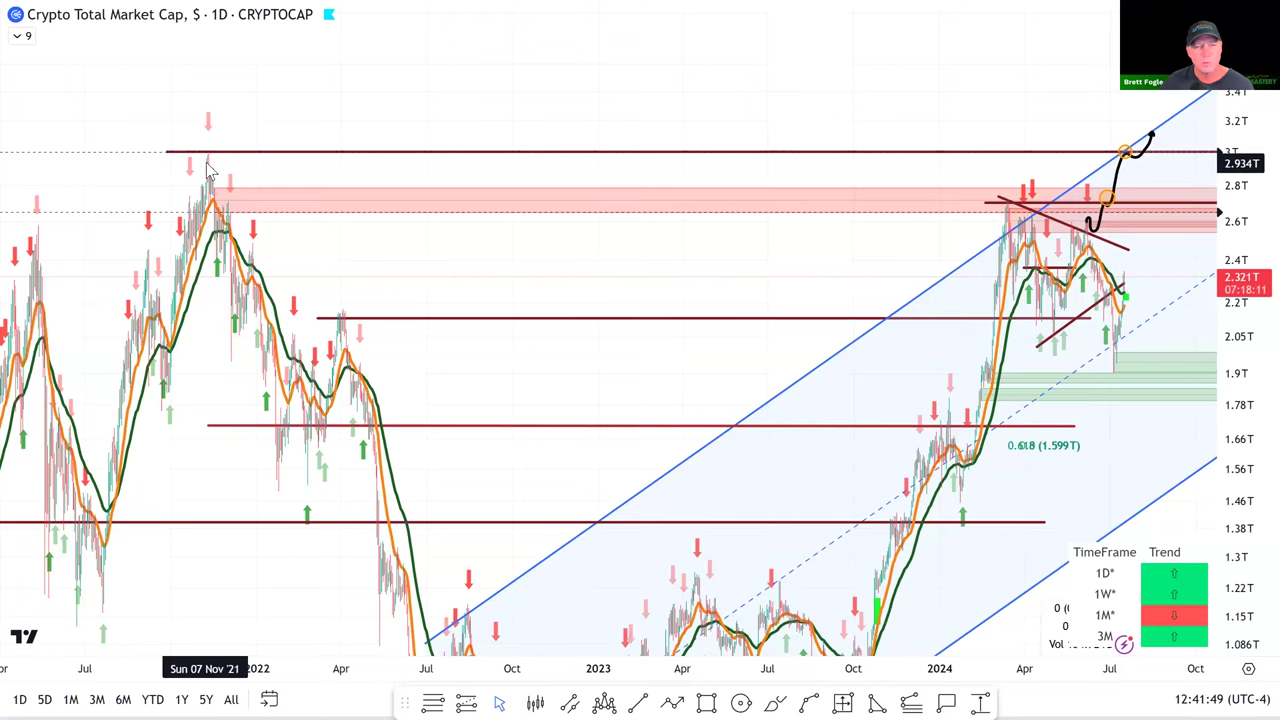 Crypto Total Market Cap, $ · 1D · CRYPTOCAP
9
Brett Fogle
MASTERY
3.4T
3.2T
3T
2.934T
2.8T
2.6T
2.4T
2.321T
07:18:11
2.2T
2.05T
1.9T
1.78T
1.66T
0.618 (1.599T)
1.56T
1.46T
1.38T
1.3T
1.22T
1.15T
1.086T
TimeFrame Trend
1D*
1W*
0 (
1M*
0
3M
Vol
Jul Sun 07 Nov '21 2022 Apr Jul Oct 2023 Apr Jul Oct 2024 Apr Jul Oct
1D 5D 1M 3M 6M YTD 1Y 5Y All
12:41:49 (UTC-4)